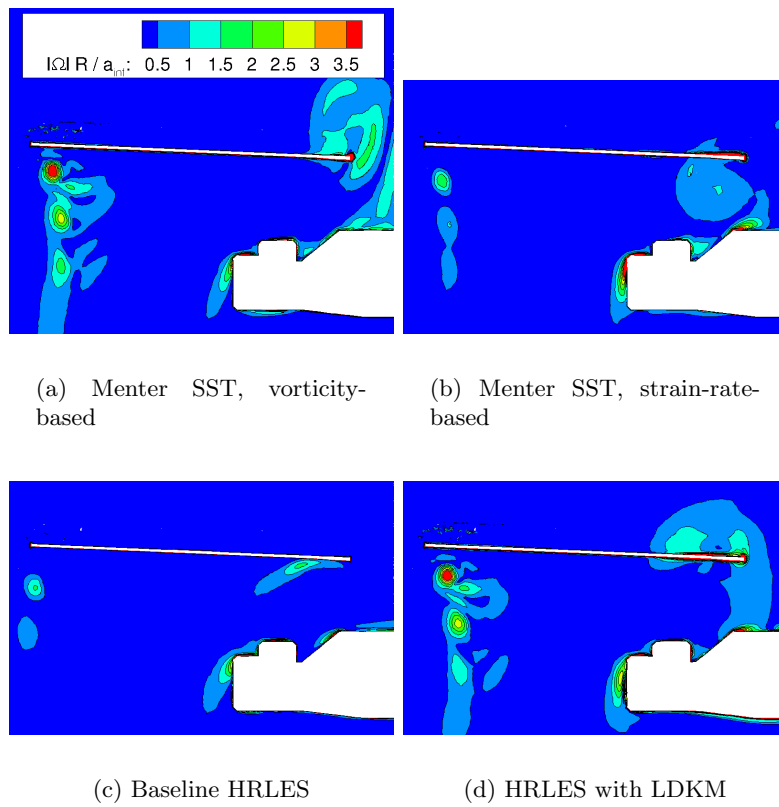 |Ω| R / a_inf: 0.5 1 1.5 2 2.5 3 3.5
(a) Menter SST, vorticity-
based
(b) Menter SST, strain-rate-
based
(c) Baseline HRLES
(d) HRLES with LDKM